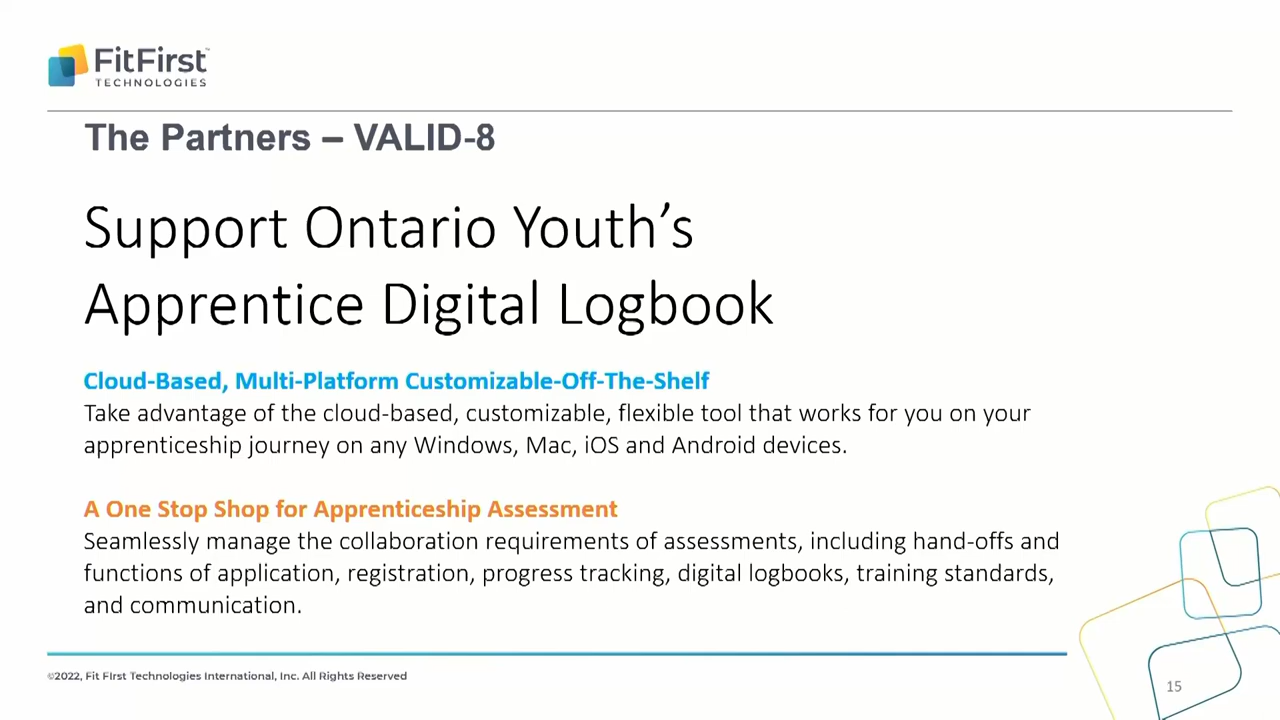 FitFirst™
TECHNOLOGIES
The Partners – VALID-8
Support Ontario Youth’s
Apprentice Digital Logbook
Cloud-Based, Multi-Platform Customizable-Off-The-Shelf
Take advantage of the cloud-based, customizable, flexible tool that works for you on your
apprenticeship journey on any Windows, Mac, iOS and Android devices.
A One Stop Shop for Apprenticeship Assessment
Seamlessly manage the collaboration requirements of assessments, including hand-offs and
functions of application, registration, progress tracking, digital logbooks, training standards,
and communication.
©2022, Fit FIrst Technologies International, Inc. All Rights Reserved
15